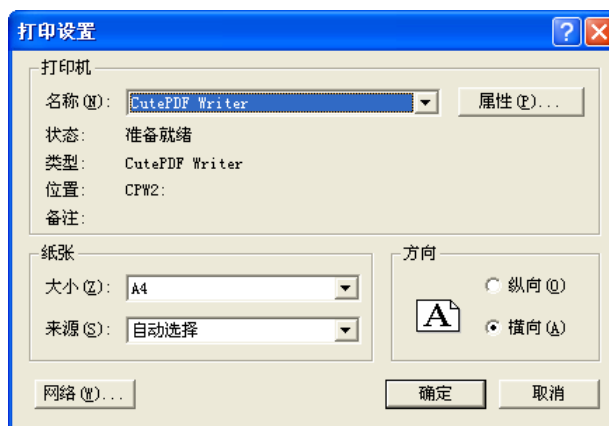 打印设置
打印机
名称(N): CutePDF Writer 属性(P)...
状态: 准备就绪
类型: CutePDF Writer
位置: CPW2:
备注:
纸张
大小(Z): A4
来源(S): 自动选择
方向
A
纵向(O)
横向(A)
网络(W)... 确定 取消